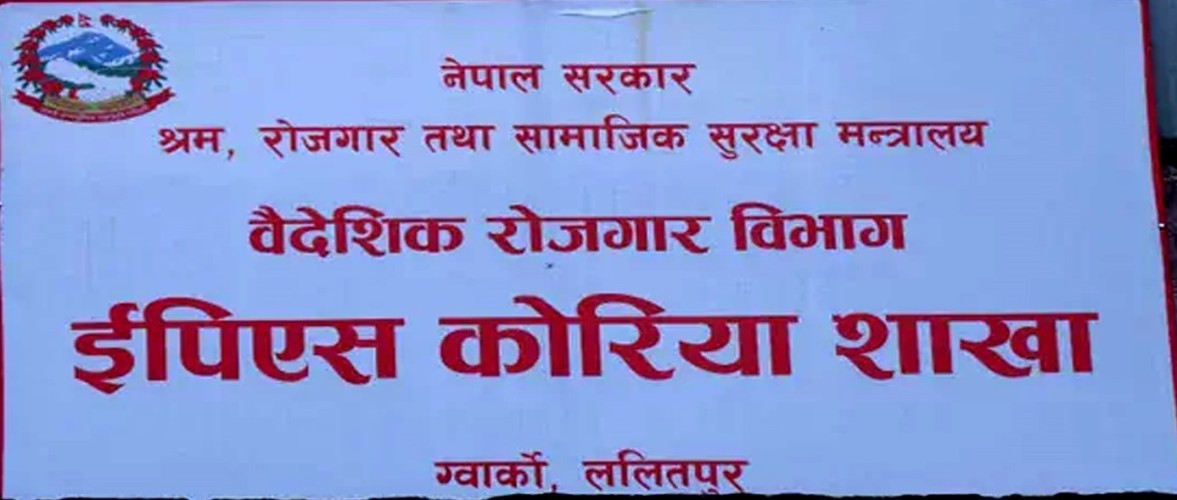 नेपाल सरकार
श्रम, रोजगार तथा सामाजिक सुरक्षा मन्त्रालय
वैदेशिक रोजगार विभाग
ईपिएस कोरिया शाखा
ग्वार्को, ललितपुर